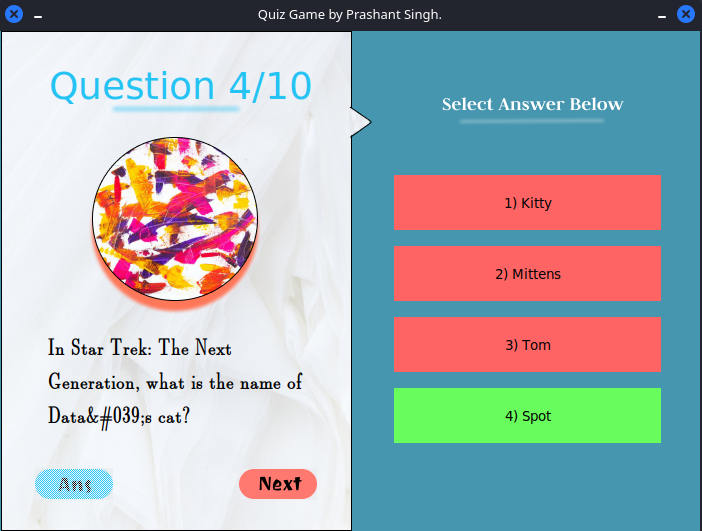 Quiz Game by Prashant Singh.
Question 4/10
In Star Trek: The Next
Generation, what is the name of
Data&#039;s cat?
Ans
Next
Select Answer Below
1) Kitty
2) Mittens
3) Tom
4) Spot